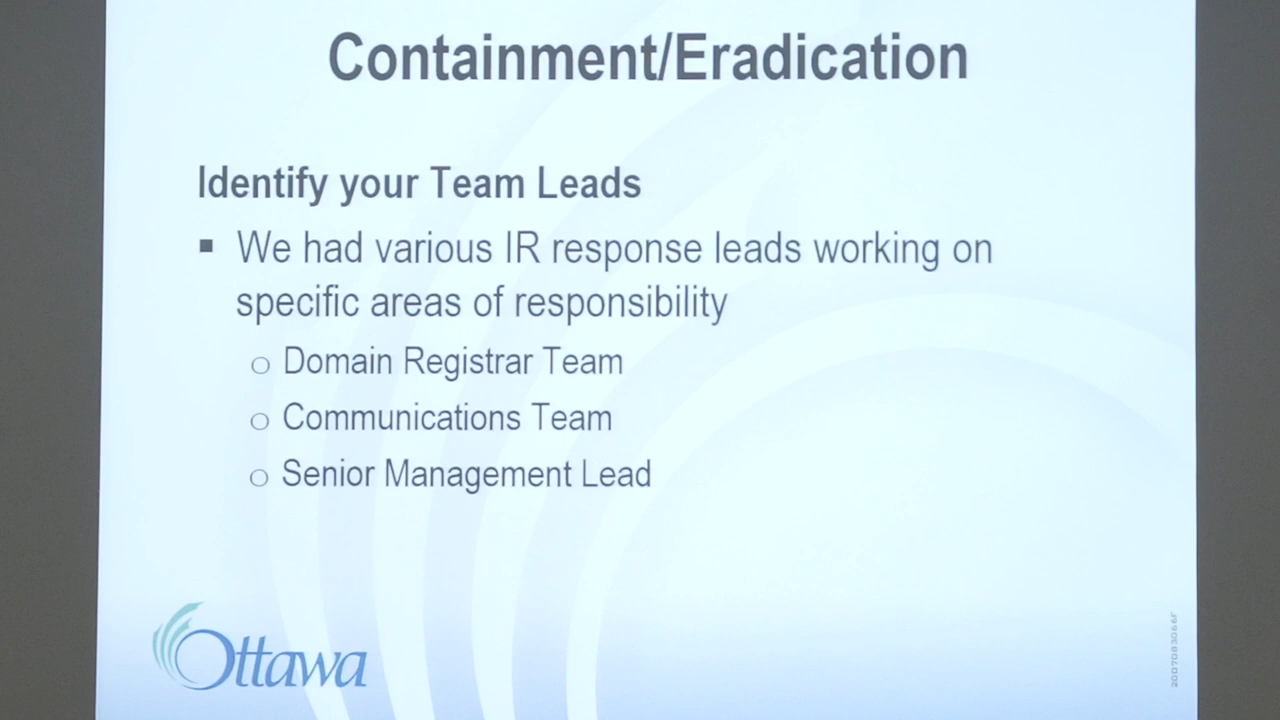 Containment/Eradication
Identify your Team Leads
▪ We had various IR response leads working on
specific areas of responsibility
o Domain Registrar Team
o Communications Team
o Senior Management Lead
Ottawa
2007083066F